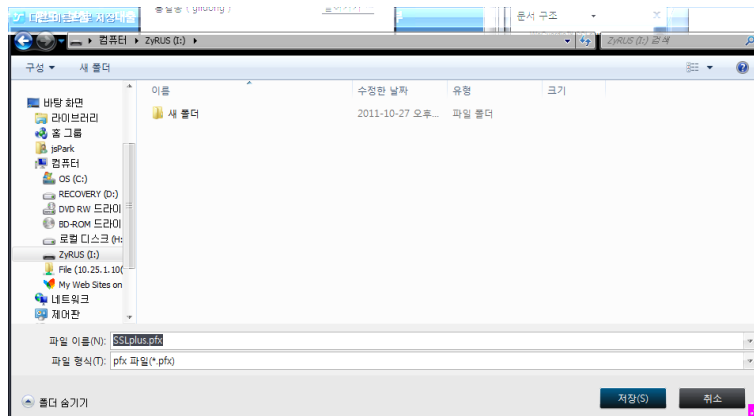 홍길동 ( gildong )
문서 구조
컴퓨터 ▸ ZyRUS (I:) ▸
ZyRUS (I:) 검색
구성 ▾ 새 폴더
이름 수정한 날짜 유형 크기
새 폴더 2011-10-27 오후... 파일 폴더
바탕 화면
라이브러리
홈 그룹
jsPark
컴퓨터
OS (C:)
RECOVERY (D:)
DVD RW 드라이
BD-ROM 드라이
로컬 디스크 (H:
ZyRUS (I:)
File (10.25.1.10(
My Web Sites on
네트워크
제어판
파일 이름(N): SSLplus.pfx
파일 형식(T): pfx 파일(*.pfx)
폴더 숨기기
저장(S) 취소